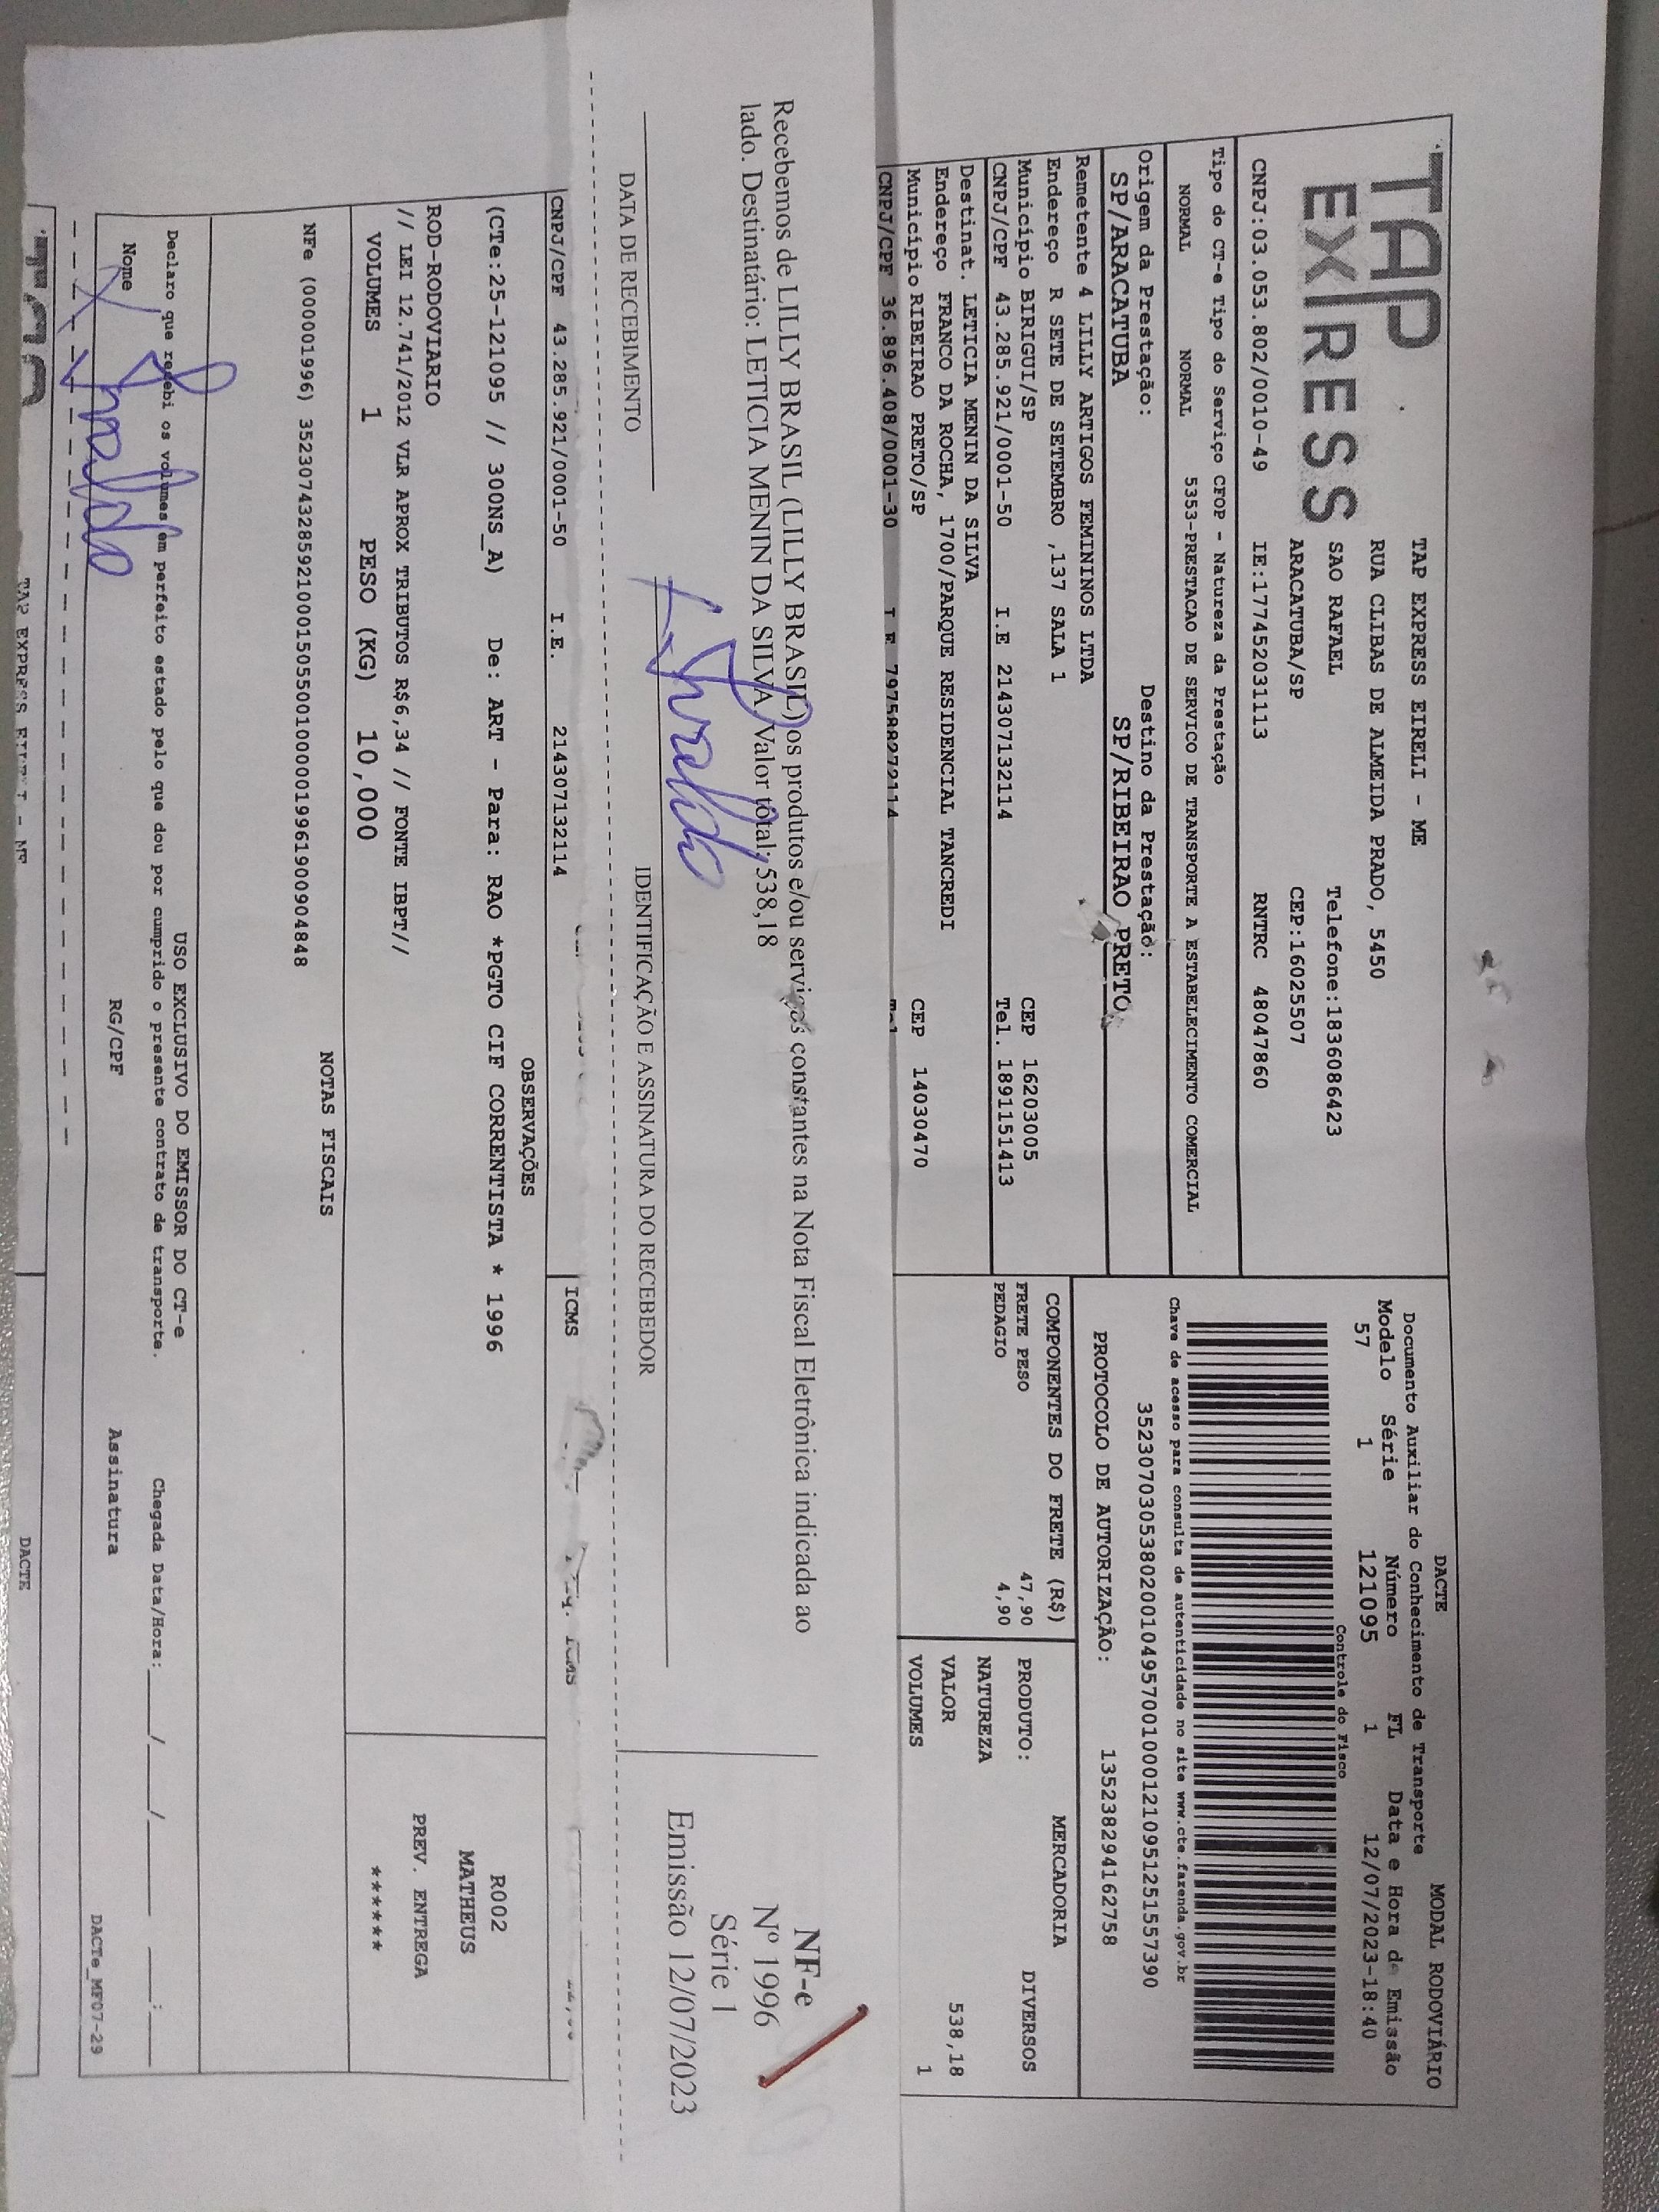 TAP
EXPRESS
TAP EXPRESS EIRELI - ME
RUA CLIBAS DE ALMEIDA PRADO, 5450
SAO RAFAEL Telefone:1836086423
ARACATUBA/SP CEP:16025507
CNPJ:03.053.802/0010-49 IE:177452031113 RNTRC 48047860
Tipo do CT-e Tipo do Serviço CFOP - Natureza da Prestação
NORMAL NORMAL 5353-PRESTACAO DE SERVICO DE TRANSPORTE A ESTABELECIMENTO COMERCIAL
Origem da Prestação: Destino da Prestação:
SP/ARACATUBA SP/RIBEIRAO PRETO
Remetente 4 LILLY ARTIGOS FEMININOS LTDA
Endereço R SETE DE SETEMBRO ,137 SALA 1
Município BIRIGUI/SP CEP 16203005
CNPJ/CPF 43.285.921/0001-50 I.E 214307132114 Tel. 1891151413
Destinat. LETICIA MENIN DA SILVA
Endereço FRANCO DA ROCHA, 1700/PARQUE RESIDENCIAL TANCREDI
Município RIBEIRAO PRETO/SP CEP 14030470
CNPJ/CPF 36.896.408/0001-30 I E 797588272114 Tel
DACTE MODAL RODOVIÁRIO
Documento Auxiliar do Conhecimento de Transporte
Modelo Série Número FL Data e Hora de Emissão
57 1 121095 1 12/07/2023-18:40
Controle do Fisco
Chave de acesso para consulta de autenticidade no site www.cte.fazenda.gov.br
35230703053802001049570010001210951251557390
PROTOCOLO DE AUTORIZAÇÃO: 135238294162758
COMPONENTES DO FRETE (R$)
FRETE PESO 47,90
PEDAGIO 4,90
MERCADORIA
PRODUTO: DIVERSOS
NATUREZA
VALOR 538,18
VOLUMES 1
Recebemos de LILLY BRASIL (LILLY BRASIL) os produtos e/ou serviços constantes na Nota Fiscal Eletrônica indicada ao
lado. Destinatário: LETICIA MENIN DA SILVA Valor total: 538,18
DATA DE RECEBIMENTO IDENTIFICAÇÃO E ASSINATURA DO RECEBEDOR
NF-e
Nº 1996
Série 1
Emissão 12/07/2023
CNPJ/CPF 43.285.921/0001-50 I.E. 214307132114 ICMS
OBSERVAÇÕES
(CTe:25-121095 // 300NS_A) De: ART - Para: RAO *PGTO CIF CORRENTISTA * 1996
ROD-RODOVIARIO
// LEI 12.741/2012 VLR APROX TRIBUTOS R$6,34 // FONTE IBPT//
VOLUMES 1 PESO (KG) 10,000
R002
MATHEUS
PREV. ENTREGA
******
NOTAS FISCAIS
NFe (000001996) 35230743285921000150550010000019961900904848
USO EXCLUSIVO DO EMISSOR DO CT-e
Declaro que recebi os volumes em perfeito estado pelo que dou por cumprido o presente contrato de transporte. Chegada Data/Hora:____/____/____ ____:____
Nome RG/CPF Assinatura
DACTe_MF07-29
TAP EXPRESS EIRELI - ME DACTE